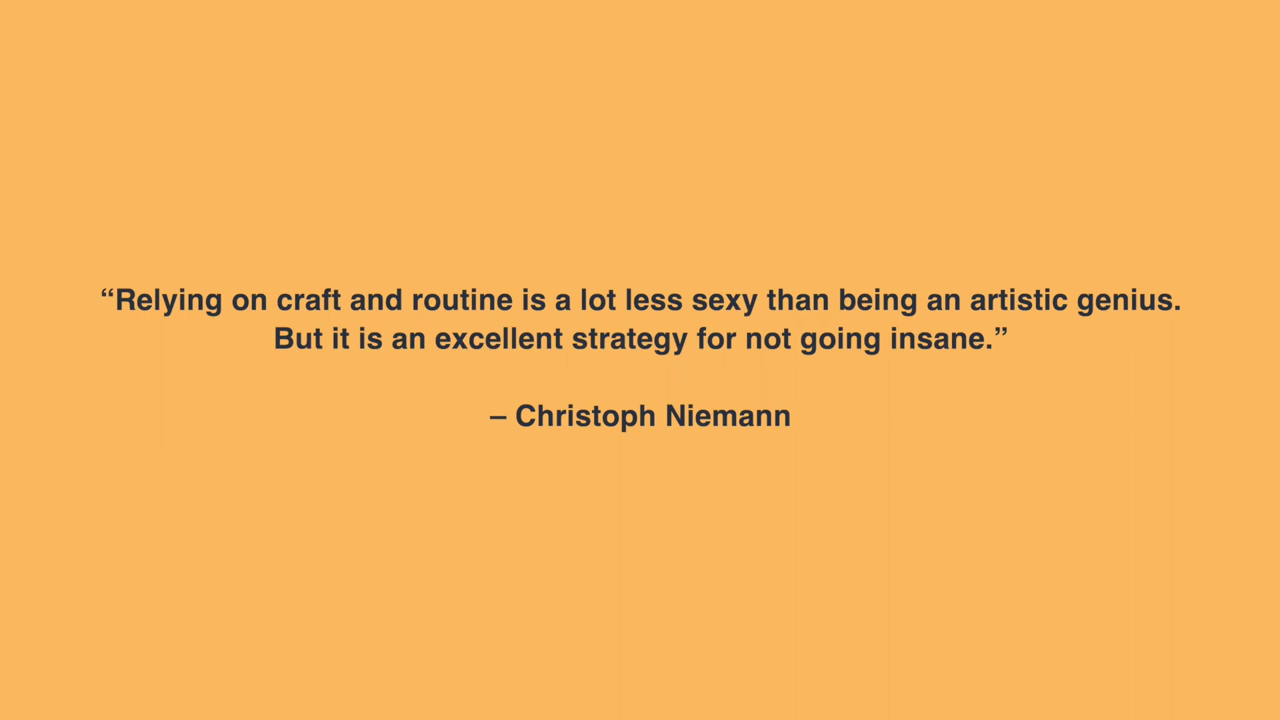 “Relying on craft and routine is a lot less sexy than being an artistic genius.
But it is an excellent strategy for not going insane.”
– Christoph Niemann